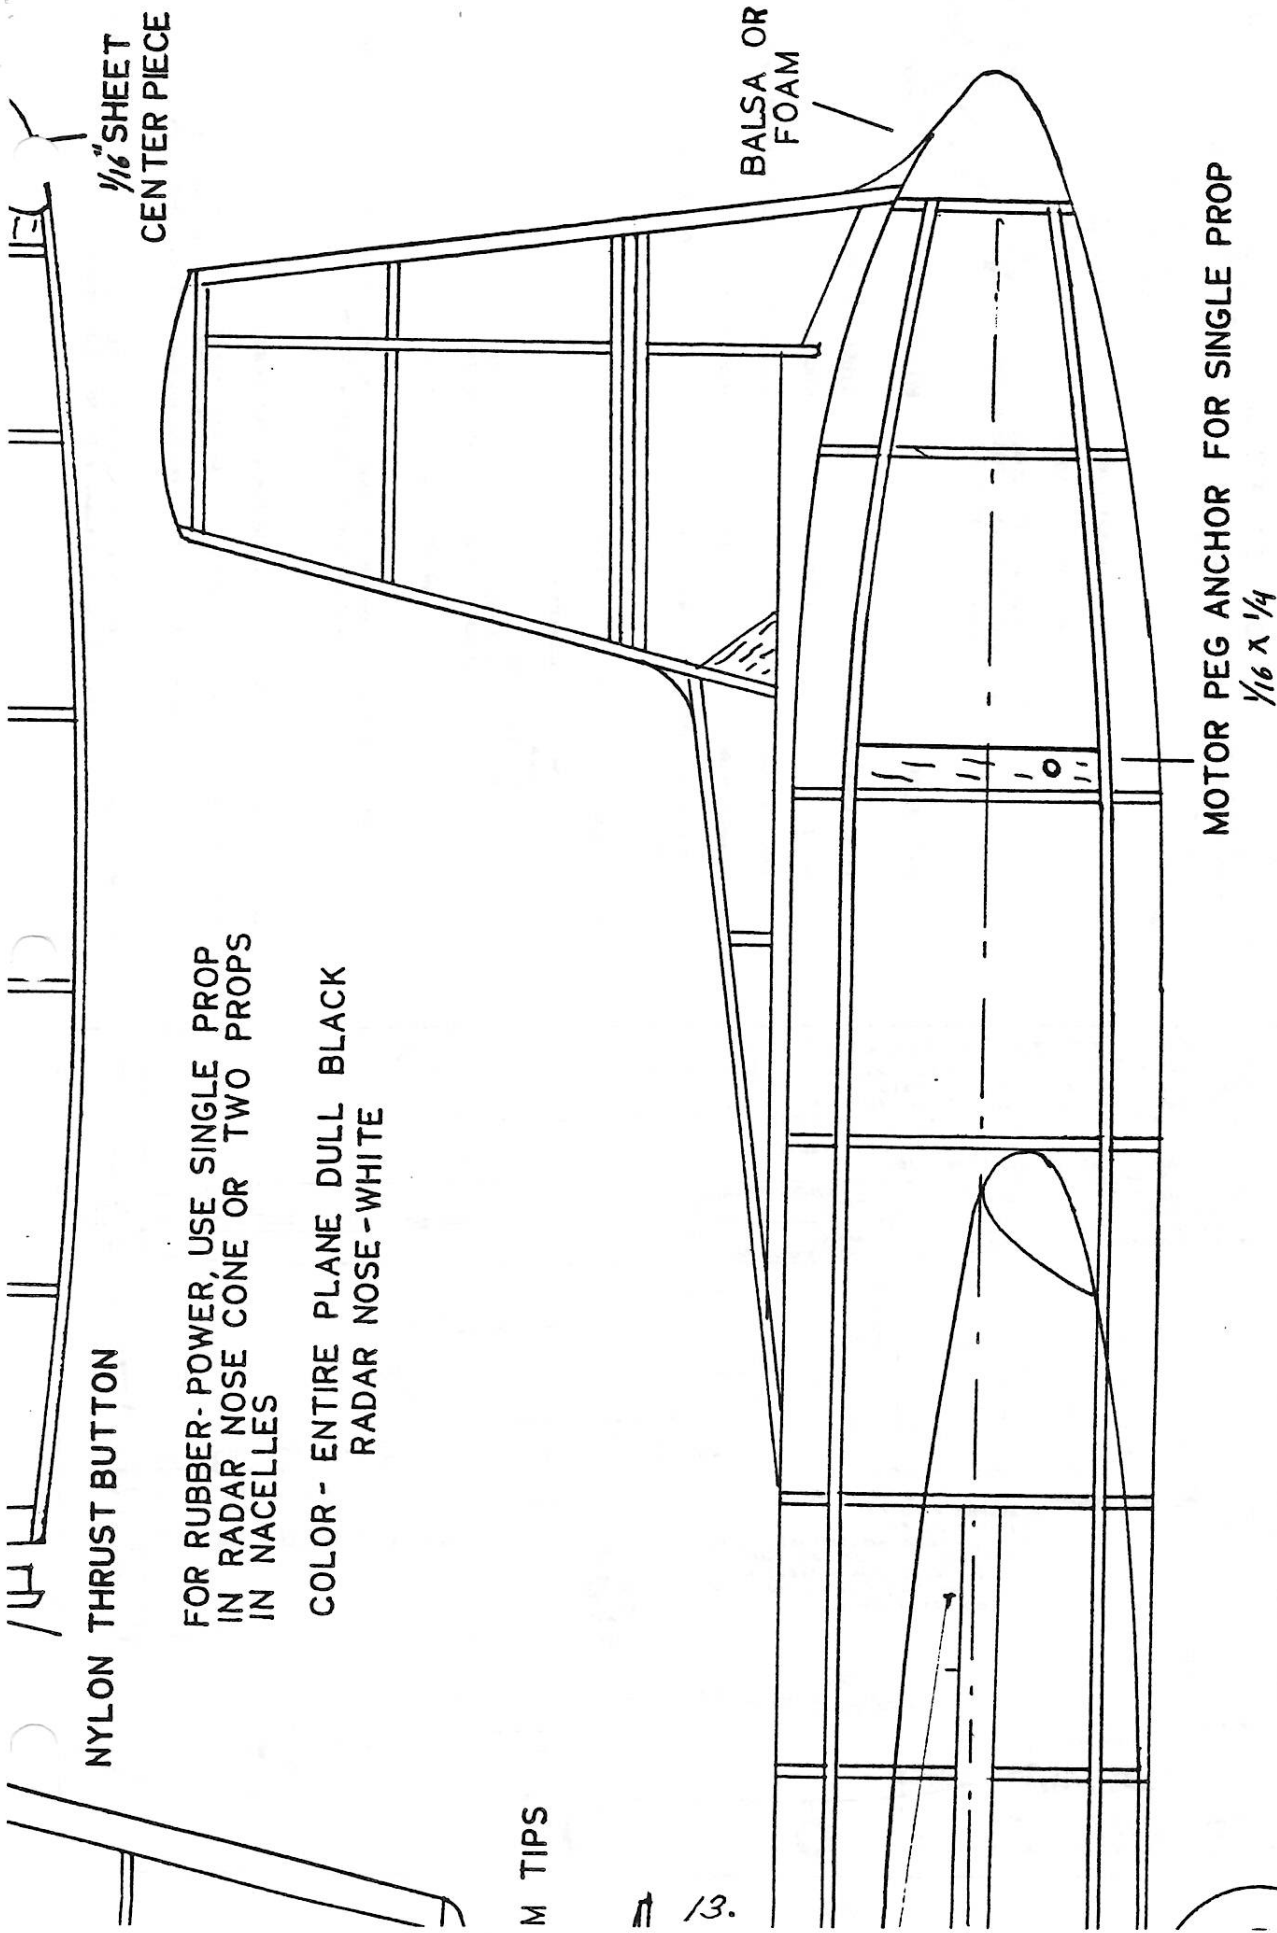 1/16" SHEET
CENTER PIECE
NYLON THRUST BUTTON
FOR RUBBER-POWER, USE SINGLE PROP
IN RADAR NOSE CONE OR TWO PROPS
IN NACELLES
COLOR- ENTIRE PLANE DULL BLACK
RADAR NOSE-WHITE
M TIPS
13.
BALSA OR
FOAM
MOTOR PEG ANCHOR FOR SINGLE PROP
1/16 X 1/4